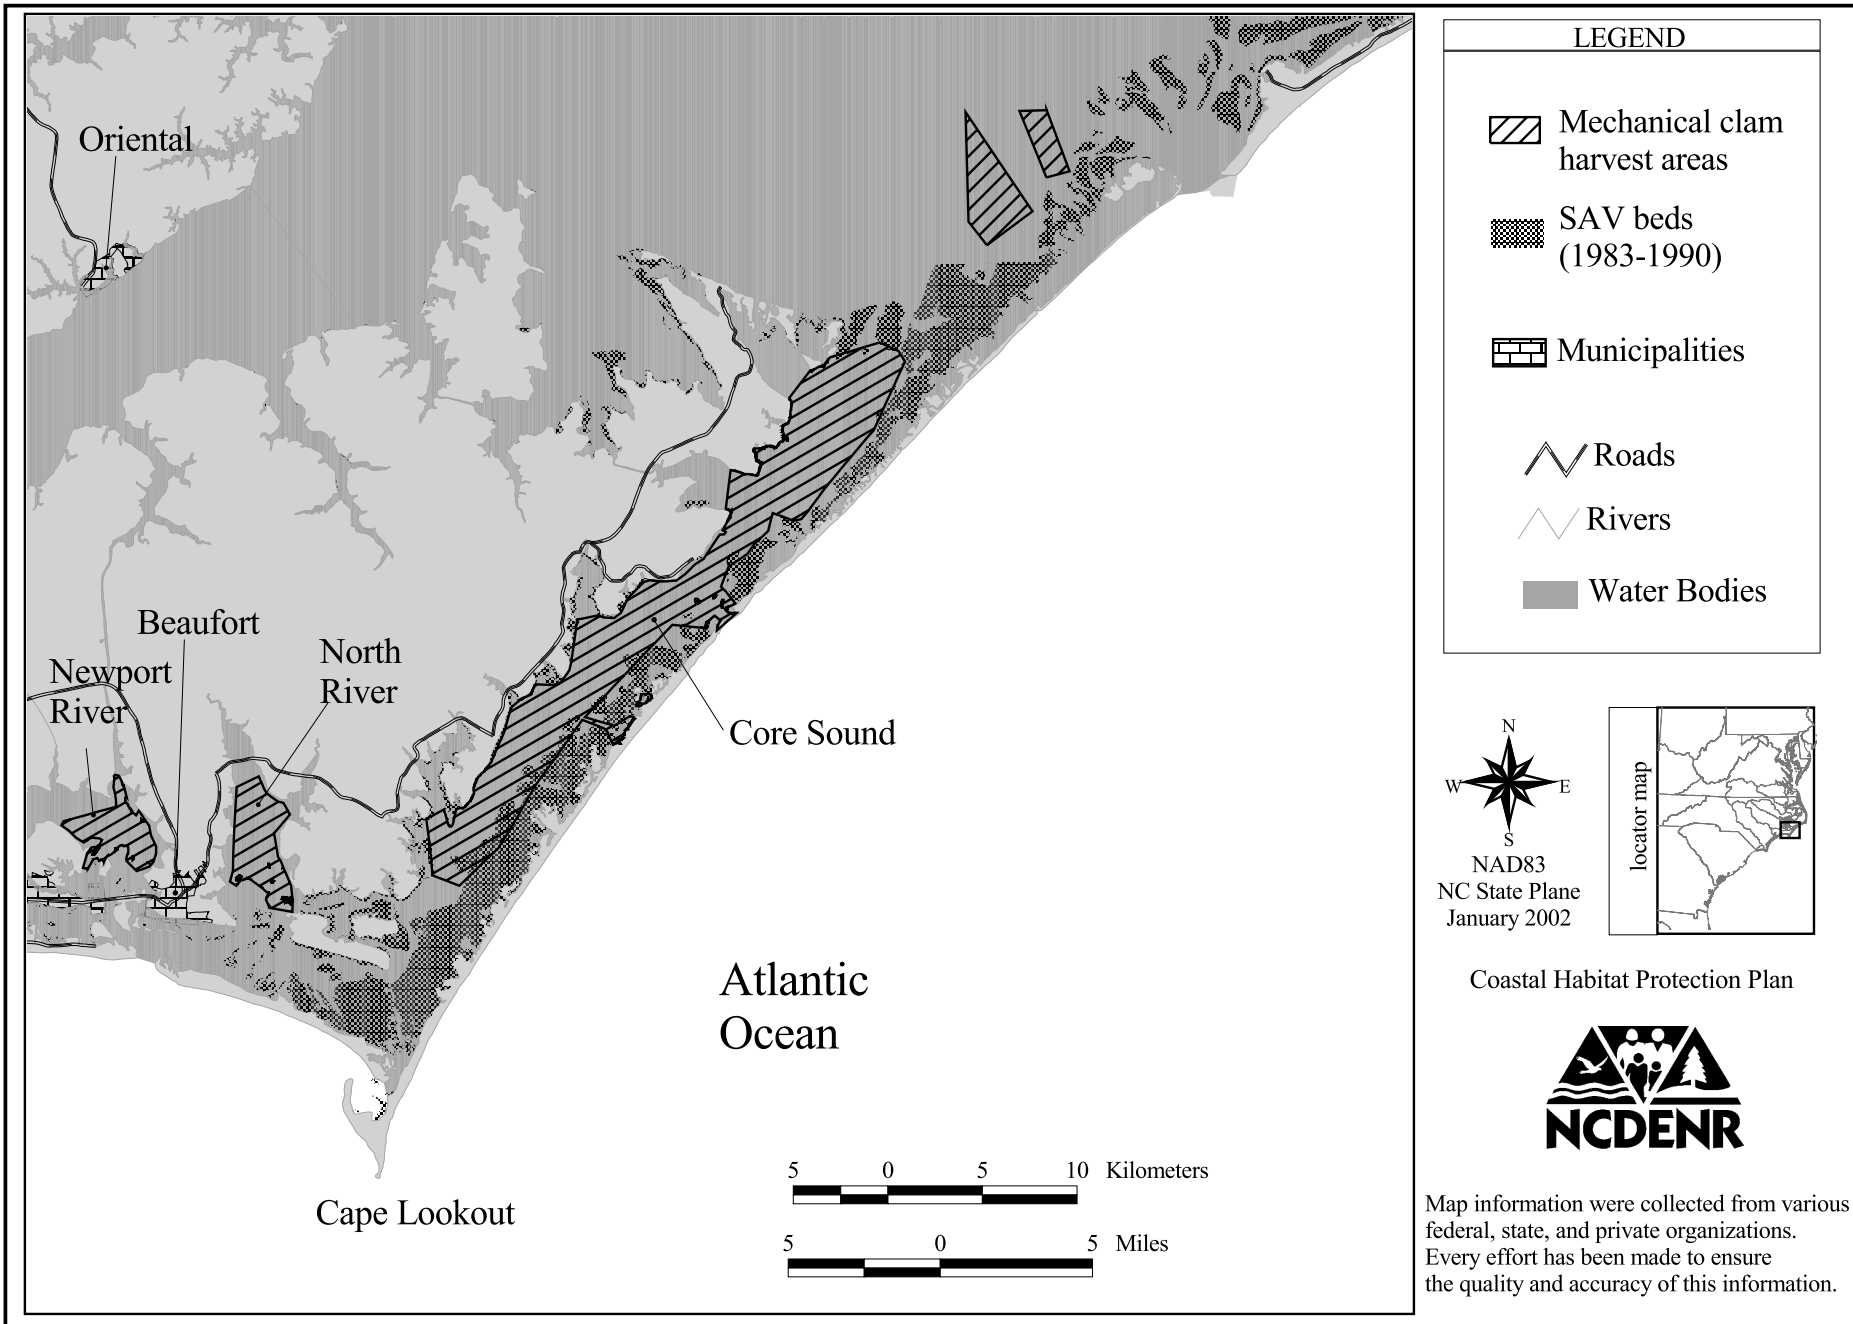 Oriental
Beaufort
Newport
River
North
River
Core Sound
Atlantic
Ocean
Cape Lookout
5 0 5 10 Kilometers
5 0 5 Miles
LEGEND
Mechanical clam
harvest areas
SAV beds
(1983-1990)
Municipalities
Roads
Rivers
Water Bodies
N
W E
S
NAD83
NC State Plane
January 2002
locator map
Coastal Habitat Protection Plan
NCDENR
Map information were collected from various
federal, state, and private organizations.
Every effort has been made to ensure
the quality and accuracy of this information.